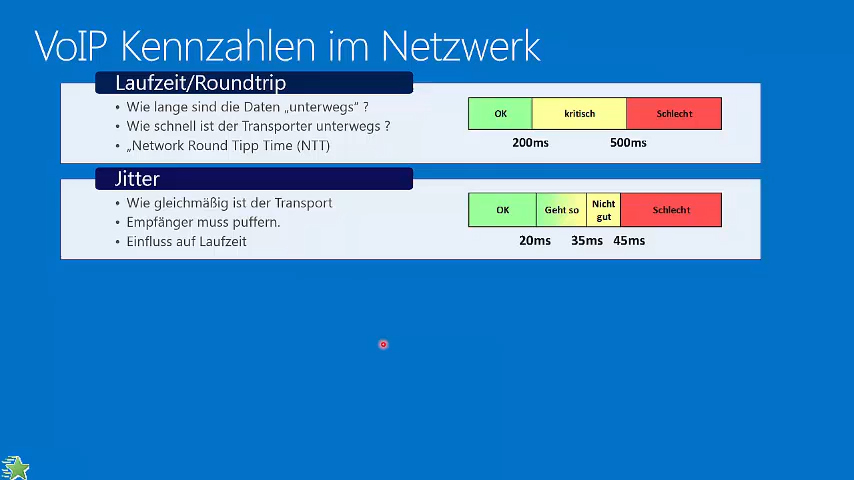 VoIP Kennzahlen im Netzwerk
Laufzeit/Roundtrip
• Wie lange sind die Daten „unterwegs“ ?
• Wie schnell ist der Transporter unterwegs ?
• „Network Round Tipp Time (NTT)
OK kritisch Schlecht
200ms 500ms
Jitter
• Wie gleichmäßig ist der Transport
• Empfänger muss puffern.
• Einfluss auf Laufzeit
OK Geht so Nicht gut Schlecht
20ms 35ms 45ms